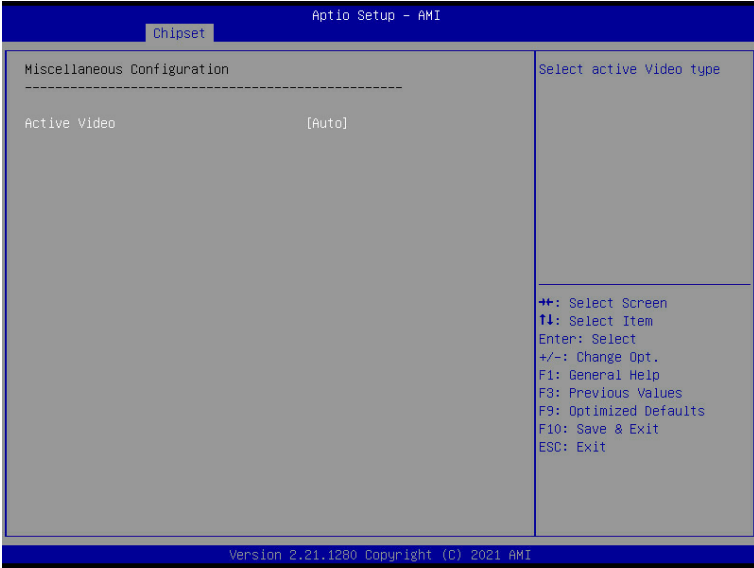 Aptio Setup – AMI
Chipset
Miscellaneous Configuration
--------------------------------------------------
Active Video [Auto]
Select active Video type
→←: Select Screen
↑↓: Select Item
Enter: Select
+/-: Change Opt.
F1: General Help
F3: Previous Values
F9: Optimized Defaults
F10: Save & Exit
ESC: Exit
Version 2.21.1280 Copyright (C) 2021 AMI